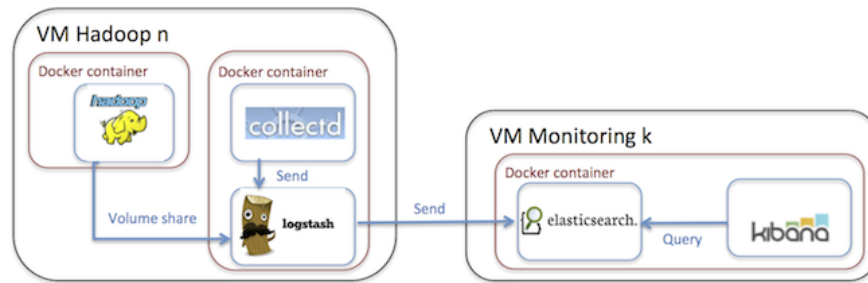 VM Hadoop n
Docker container
Docker container
hadoop
collectd
Send
Volume share
logstash
Send
VM Monitoring k
Docker container
elasticsearch.
Query
kibana